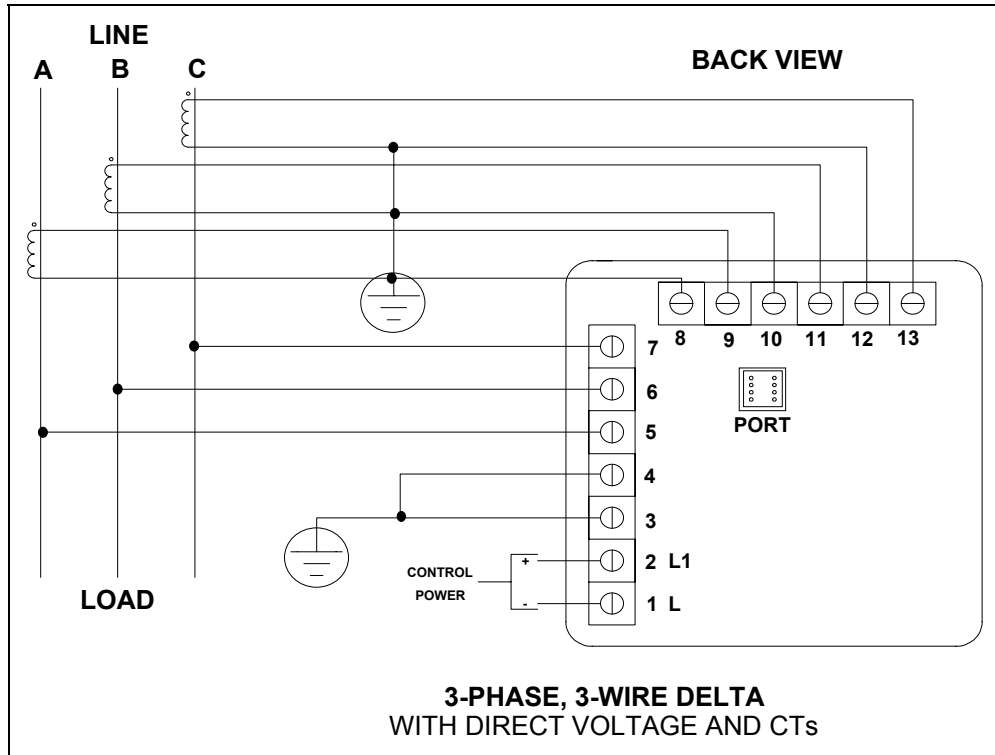 LINE
A B C
BACK VIEW
8 9 10 11 12 13
7
6
PORT
5
4
3
+ 2 L1
CONTROL
POWER
- 1 L
LOAD
3-PHASE, 3-WIRE DELTA
WITH DIRECT VOLTAGE AND CTs